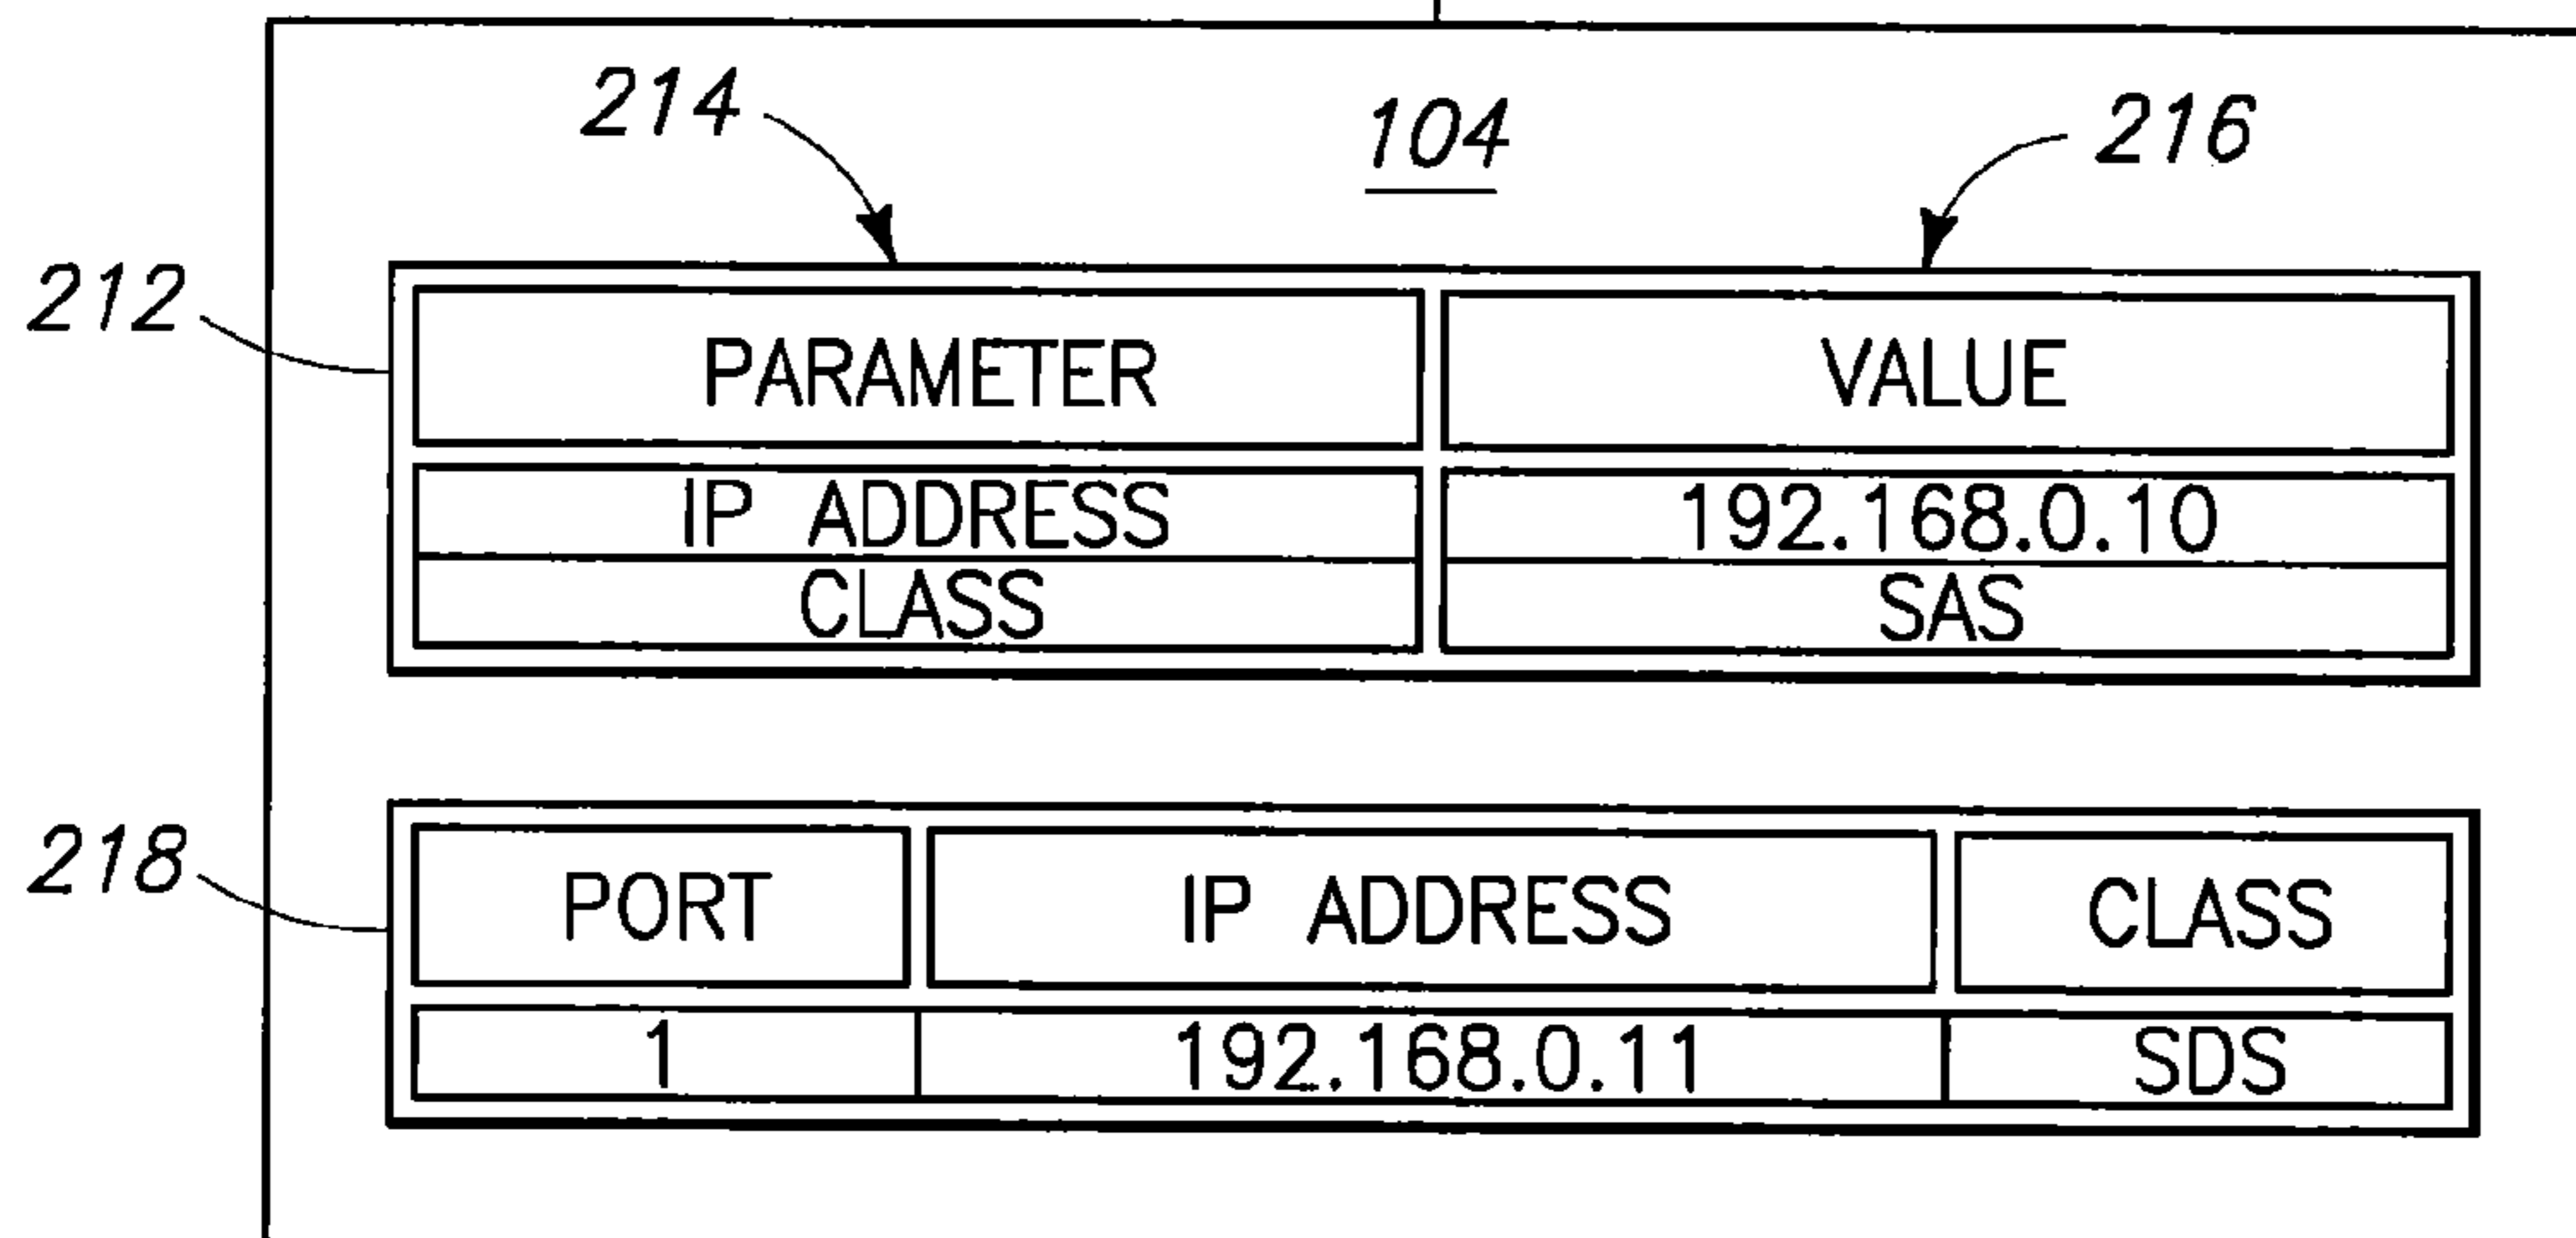 214 104 216
212
PARAMETER VALUE
IP ADDRESS 192.168.0.10
CLASS SAS
218
PORT IP ADDRESS CLASS
1 192.168.0.11 SDS